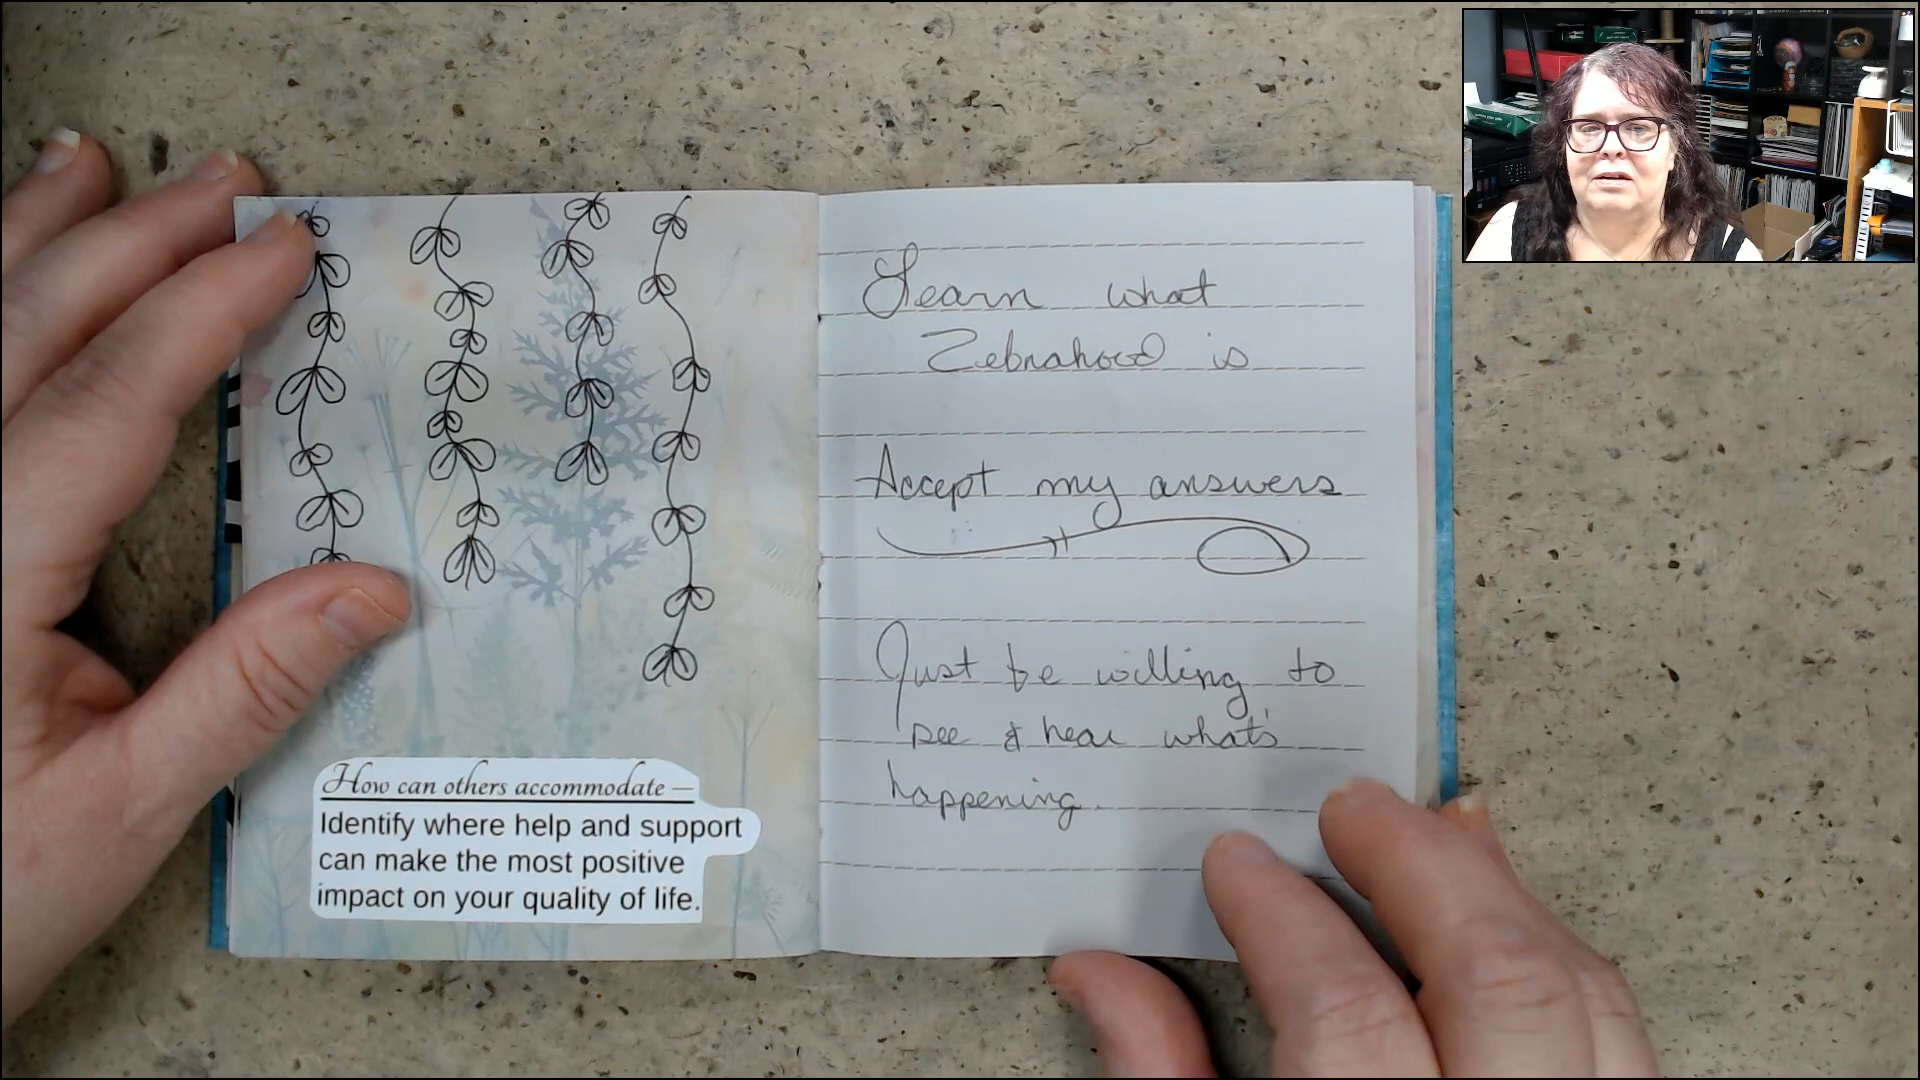 How can others accommodate —
Identify where help and support
can make the most positive
impact on your quality of life.
Learn what
Zebrahood is
Accept my answers
Just be willing to
see & hear what's
happening.